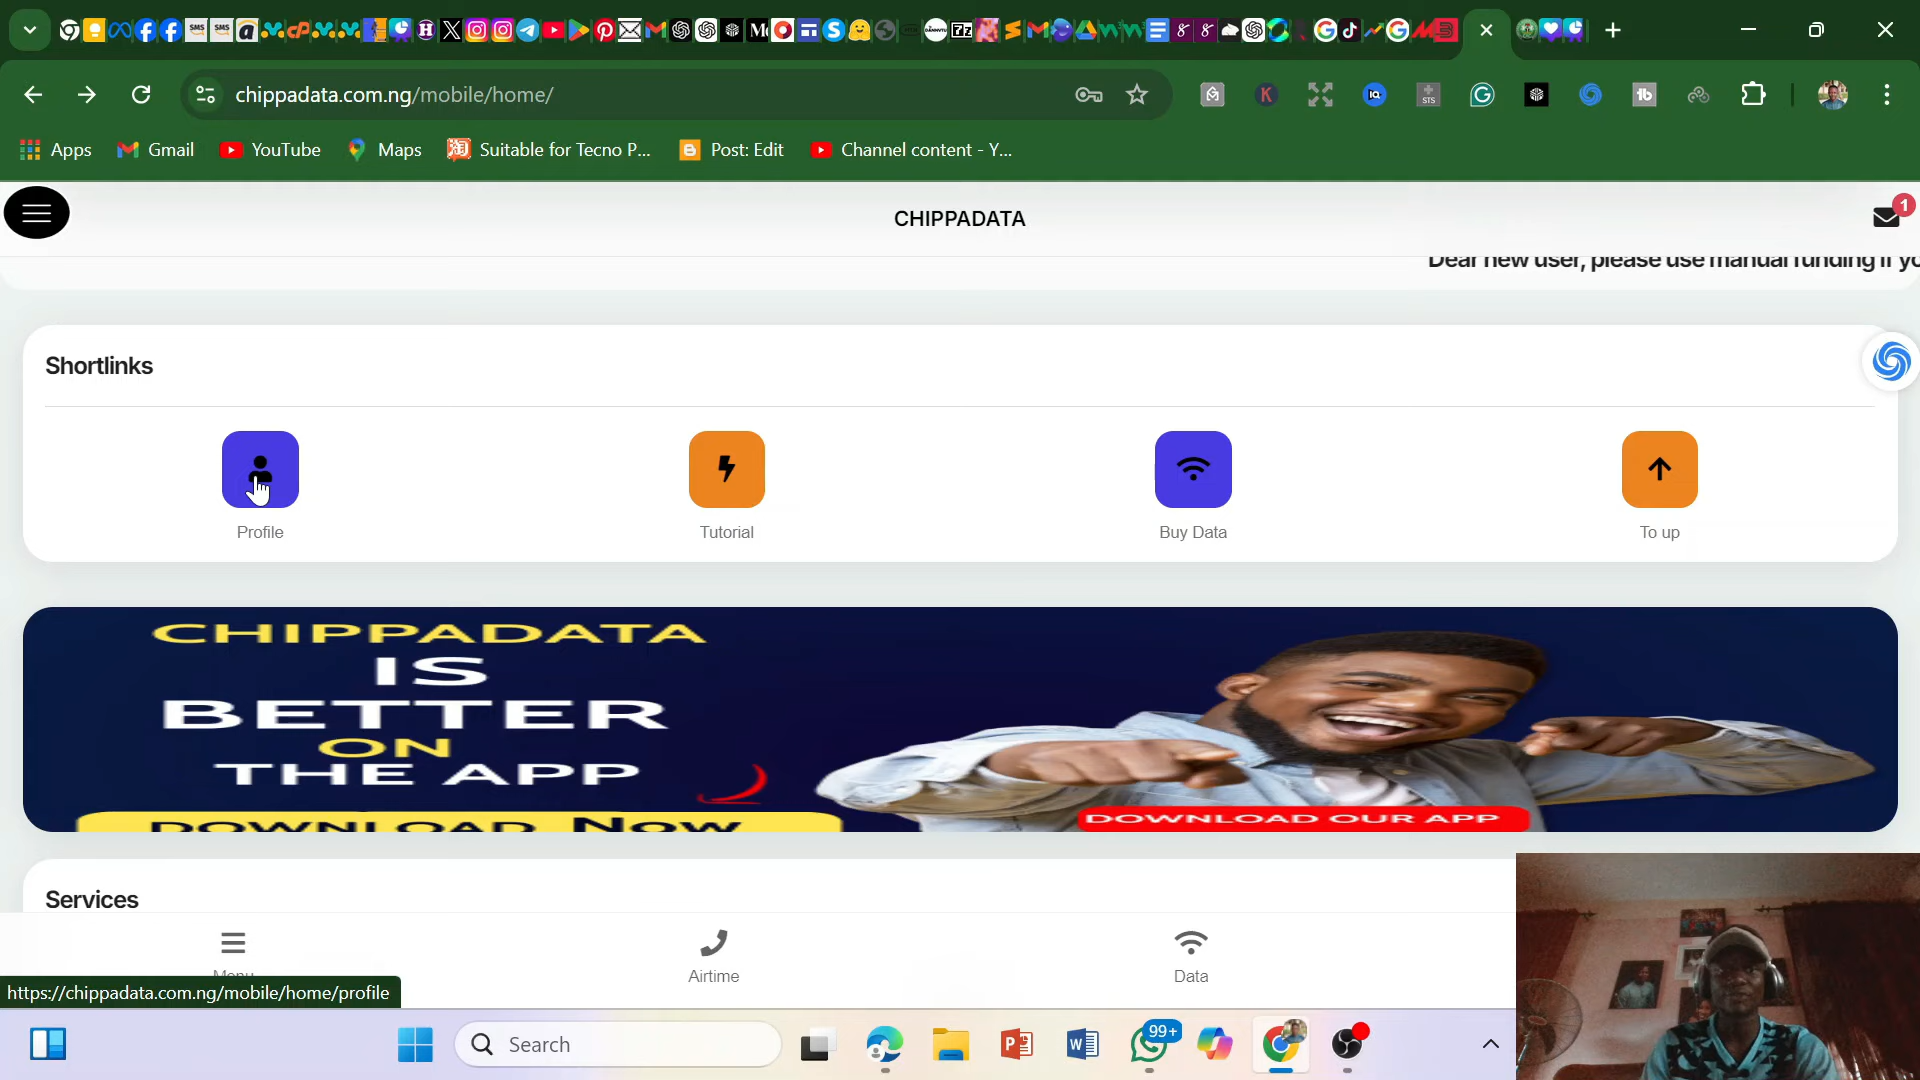 chippadata.com.ng/mobile/home/
Apps
Gmail
YouTube
Maps
Suitable for Tecno P...
Post: Edit
Channel content - Y...
CHIPPADATA
1
Dear new user, please use manual funding if yo
Shortlinks
Profile
Tutorial
Buy Data
To up
CHIPPADATA
IS
BETTER
ON
THE APP
DOWNLOAD NOW
DOWNLOAD OUR APP
Services
Menu
Airtime
Data
https://chippadata.com.ng/mobile/home/profile
Search
99+